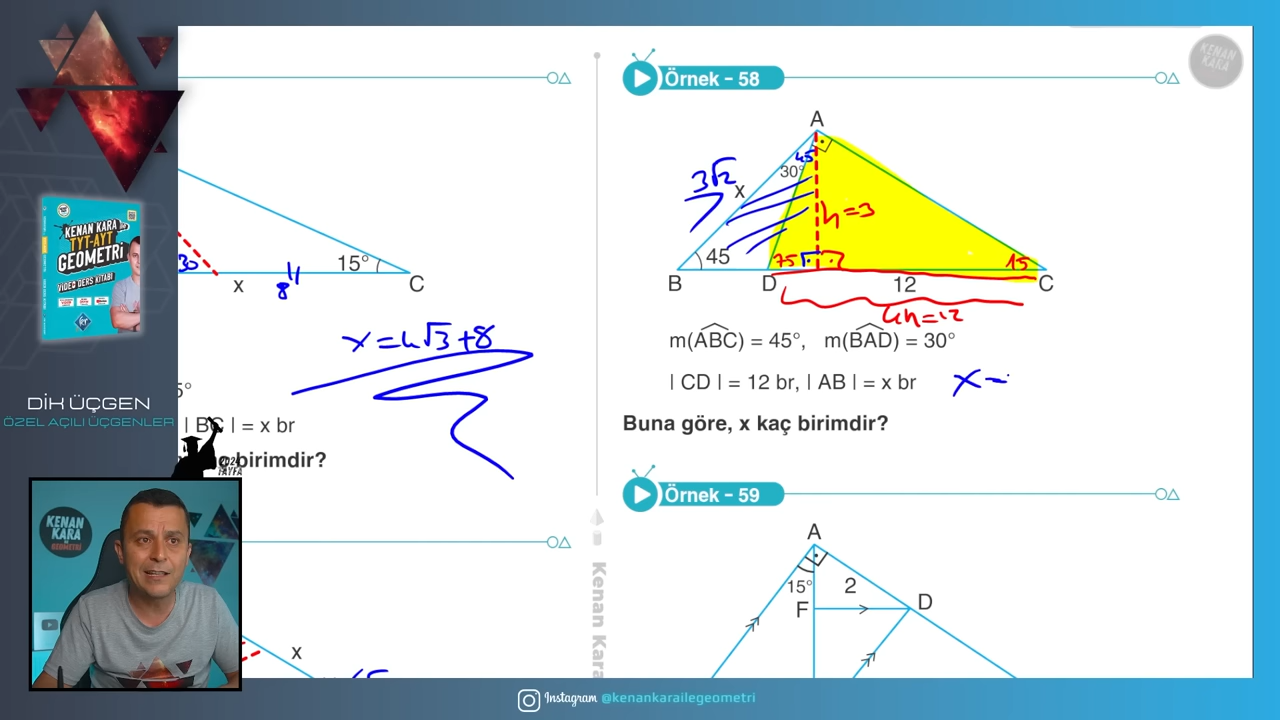 KENAN KARA
TYT-AYT
GEOMETRİ
VİDEO DERS KİTABI
DİK ÜÇGEN
ÖZEL AÇILI ÜÇGENLER
KENAN
KARA
GEOMETRİ
30
15°
x
8
C
x=4√3+8
5°
| BC | = x br
birimdir?
x
Kenan Kara
KENAN
KARA
Örnek - 58
A
45
30°
3√2
x
h=3
45
75
15
B
D
12
C
4h=12
m(ABC) = 45°, m(BAD) = 30°
| CD | = 12 br, | AB | = x br
x=
Buna göre, x kaç birimdir?
Örnek - 59
A
15°
2
F
D
Instagram @kenankarailegeometri